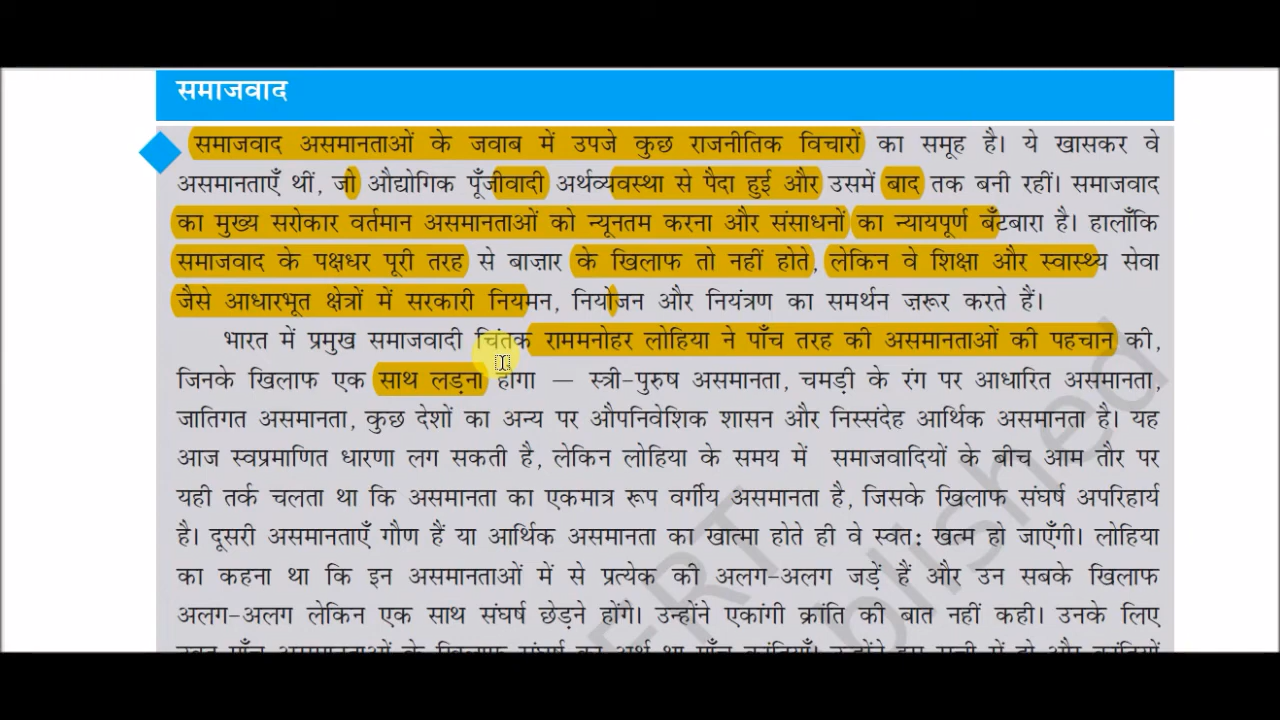 समाजवाद
समाजवाद असमानताओं के जवाब में उपजे कुछ राजनीतिक विचारों का समूह है। ये खासकर वे
असमानताएँ थीं, जो औद्योगिक पूँजीवादी अर्थव्यवस्था से पैदा हुई और उसमें बाद तक बनी रहीं। समाजवाद
का मुख्य सरोकार वर्तमान असमानताओं को न्यूनतम करना और संसाधनों का न्यायपूर्ण बँटबारा है। हालाँकि
समाजवाद के पक्षधर पूरी तरह से बाज़ार के खिलाफ तो नहीं होते, लेकिन वे शिक्षा और स्वास्थ्य सेवा
जैसे आधारभूत क्षेत्रों में सरकारी नियमन, नियोजन और नियंत्रण का समर्थन ज़रूर करते हैं।
भारत में प्रमुख समाजवादी चिंतक राममनोहर लोहिया ने पाँच तरह की असमानताओं की पहचान की,
जिनके खिलाफ एक साथ लड़ना होगा — स्त्री-पुरुष असमानता, चमड़ी के रंग पर आधारित असमानता,
जातिगत असमानता, कुछ देशों का अन्य पर औपनिवेशिक शासन और निस्संदेह आर्थिक असमानता है। यह
आज स्वप्रमाणित धारणा लग सकती है, लेकिन लोहिया के समय में समाजवादियों के बीच आम तौर पर
यही तर्क चलता था कि असमानता का एकमात्र रूप वर्गीय असमानता है, जिसके खिलाफ संघर्ष अपरिहार्य
है। दूसरी असमानताएँ गौण हैं या आर्थिक असमानता का खात्मा होते ही वे स्वत: खत्म हो जाएँगी। लोहिया
का कहना था कि इन असमानताओं में से प्रत्येक की अलग-अलग जड़ें हैं और उन सबके खिलाफ
अलग-अलग लेकिन एक साथ संघर्ष छेड़ने होंगे। उन्होंने एकांगी क्रांति की बात नहीं कही। उनके लिए